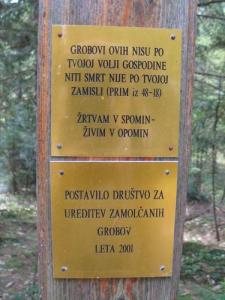 GROBOVI OVIH NISU PO
TVOJOJ VOLJI GOSPODINE
NITI SMRT NIJE PO TVOJOJ
ZAMISLI (PRIM iz 48-18)
ŽRTVAM V SPOMIN-
ŽIVIM V OPOMIN
POSTAVILO DRUŠTVO ZA
UREDITEV ZAMOLČANIH
GROBOV
LETA 2001